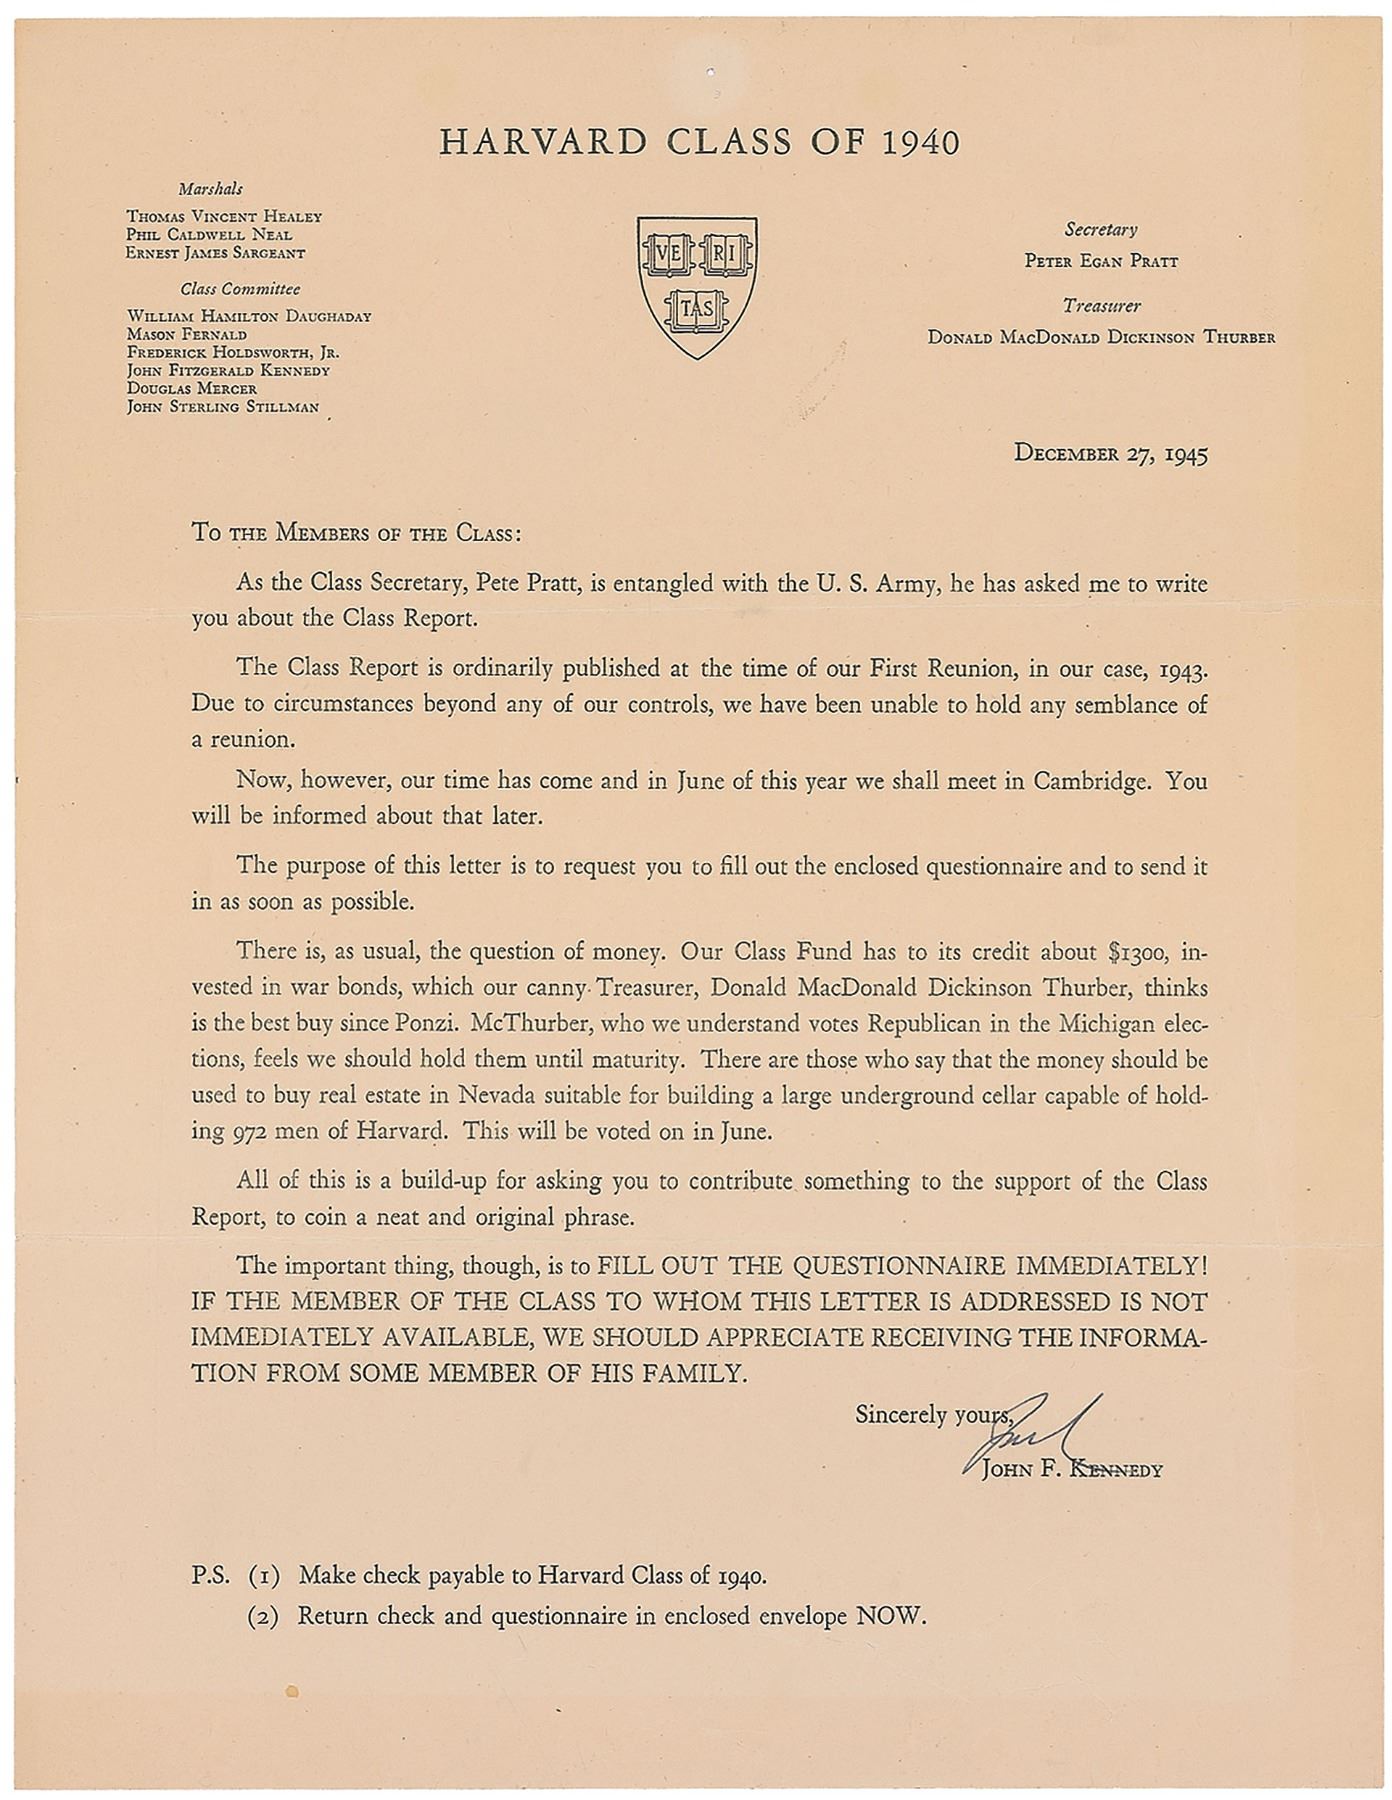 HARVARD CLASS OF 1940
Marshals
THOMAS VINCENT HEALEY
PHIL CALDWELL NEAL
ERNEST JAMES SARGEANT
Class Committee
WILLIAM HAMILTON DAUGHADAY
MASON FERNALD
FREDERICK HOLDSWORTH, JR.
JOHN FITZGERALD KENNEDY
DOUGLAS MERCER
JOHN STERLING STILLMAN
VE RI
TAS
Secretary
PETER EGAN PRATT
Treasurer
DONALD MACDONALD DICKINSON THURBER
DECEMBER 27, 1945
TO THE MEMBERS OF THE CLASS:
As the Class Secretary, Pete Pratt, is entangled with the U. S. Army, he has asked me to write
you about the Class Report.
The Class Report is ordinarily published at the time of our First Reunion, in our case, 1943.
Due to circumstances beyond any of our controls, we have been unable to hold any semblance of
a reunion.
Now, however, our time has come and in June of this year we shall meet in Cambridge. You
will be informed about that later.
The purpose of this letter is to request you to fill out the enclosed questionnaire and to send it
in as soon as possible.
There is, as usual, the question of money. Our Class Fund has to its credit about $1300, in-
vested in war bonds, which our canny Treasurer, Donald MacDonald Dickinson Thurber, thinks
is the best buy since Ponzi. McThurber, who we understand votes Republican in the Michigan elec-
tions, feels we should hold them until maturity. There are those who say that the money should be
used to buy real estate in Nevada suitable for building a large underground cellar capable of hold-
ing 972 men of Harvard. This will be voted on in June.
All of this is a build-up for asking you to contribute something to the support of the Class
Report, to coin a neat and original phrase.
The important thing, though, is to FILL OUT THE QUESTIONNAIRE IMMEDIATELY!
IF THE MEMBER OF THE CLASS TO WHOM THIS LETTER IS ADDRESSED IS NOT
IMMEDIATELY AVAILABLE, WE SHOULD APPRECIATE RECEIVING THE INFORMA-
TION FROM SOME MEMBER OF HIS FAMILY.
Sincerely yours,
JOHN F. KENNEDY
P.S. (1) Make check payable to Harvard Class of 1940.
(2) Return check and questionnaire in enclosed envelope NOW.